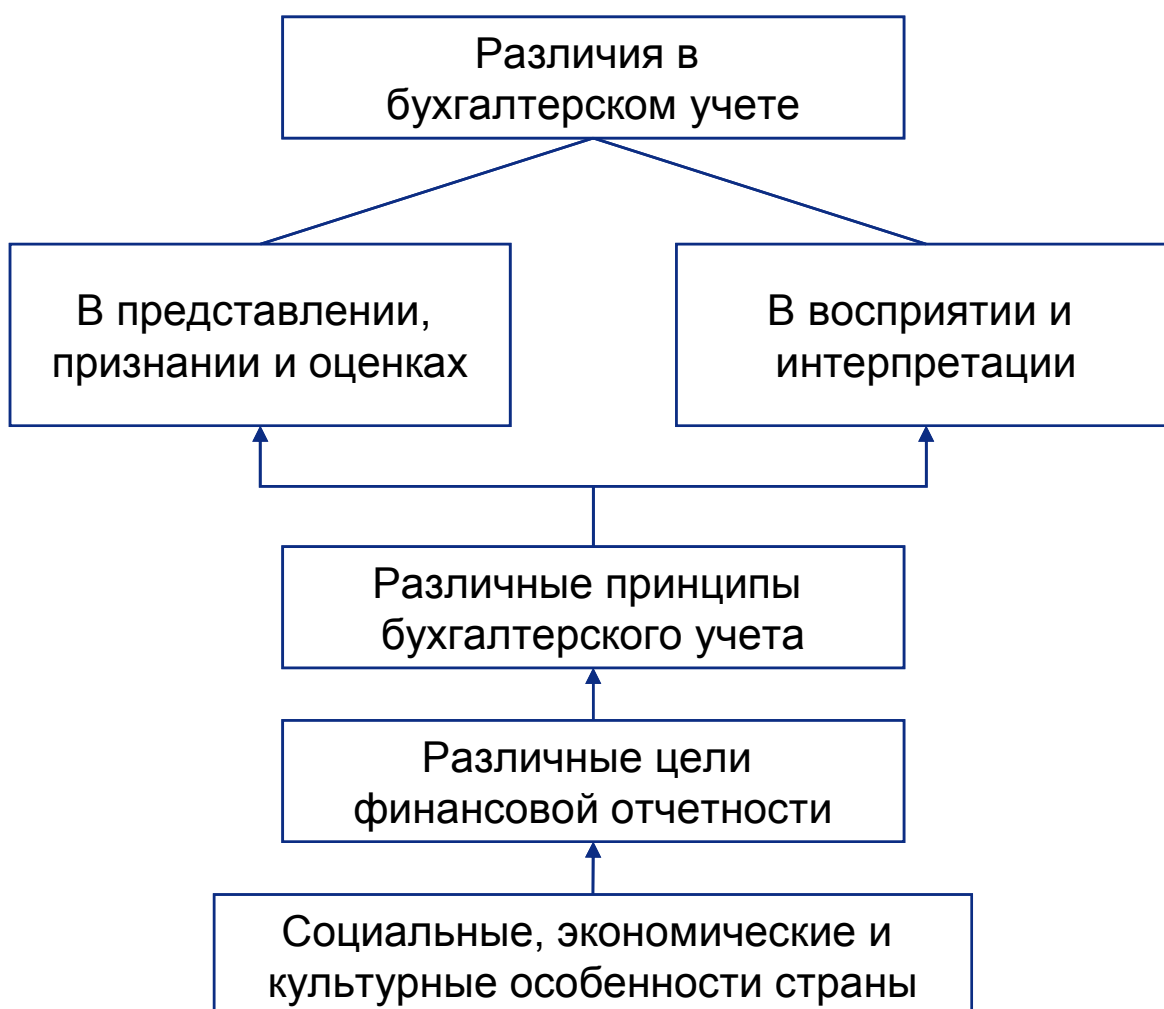 Различия в
бухгалтерском учете
В представлении,
признании и оценках
В восприятии и
интерпретации
Различные принципы
бухгалтерского учета
Различные цели
финансовой отчетности
Социальные, экономические и
культурные особенности страны